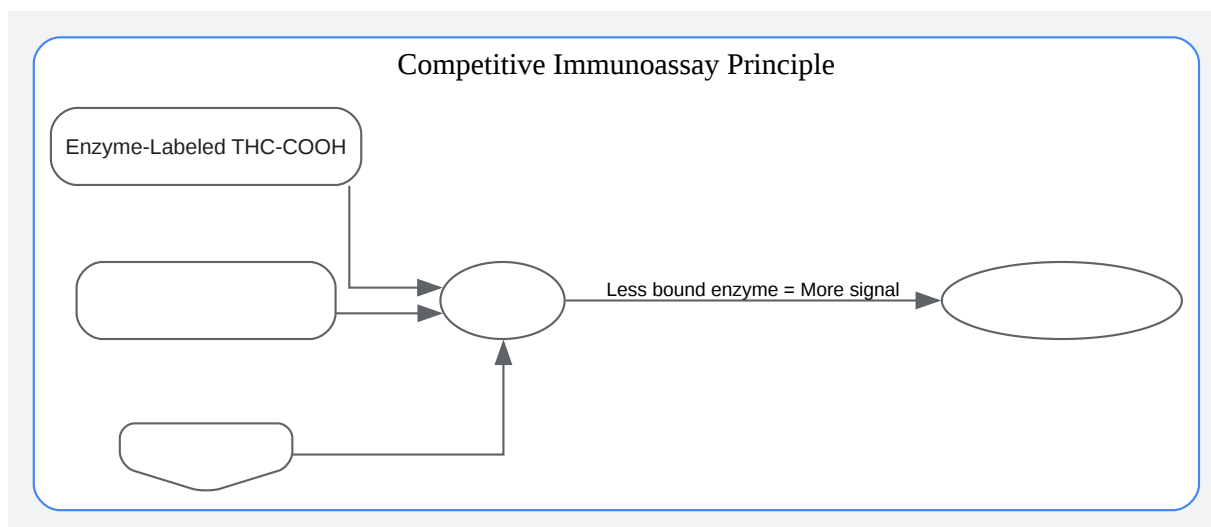 Competitive Immunoassay Principle
Enzyme-Labeled THC-COOH
Less bound enzyme = More signal